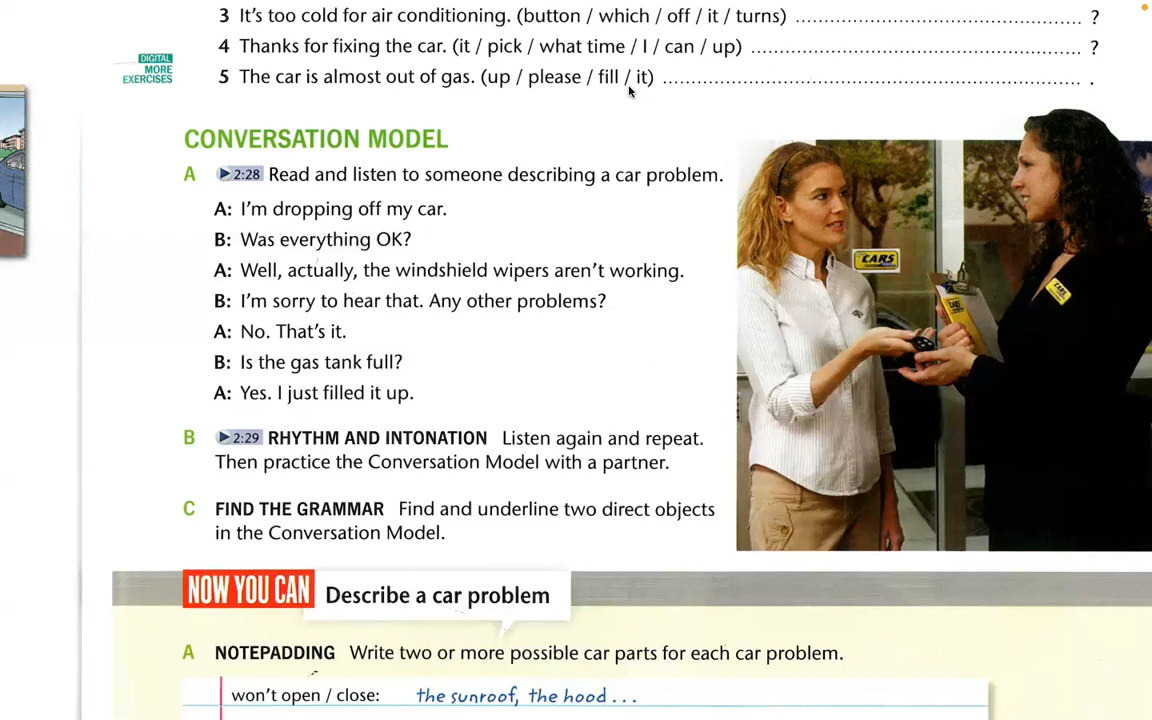 3 It's too cold for air conditioning. (button / which / off / it / turns) ................ ?
4 Thanks for fixing the car. (it / pick / what time / I / can / up) ................ ?
5 The car is almost out of gas. (up / please / fill / it) ................ .
DIGITAL
MORE
EXERCISES
CONVERSATION MODEL
A 2:28 Read and listen to someone describing a car problem.
A: I'm dropping off my car.
B: Was everything OK?
A: Well, actually, the windshield wipers aren't working.
B: I'm sorry to hear that. Any other problems?
A: No. That's it.
B: Is the gas tank full?
A: Yes. I just filled it up.
CARS
B 2:29 RHYTHM AND INTONATION Listen again and repeat.
Then practice the Conversation Model with a partner.
C FIND THE GRAMMAR Find and underline two direct objects
in the Conversation Model.
NOW YOU CAN Describe a car problem
A NOTEPADDING Write two or more possible car parts for each car problem.
won't open / close: the sunroof, the hood . . .